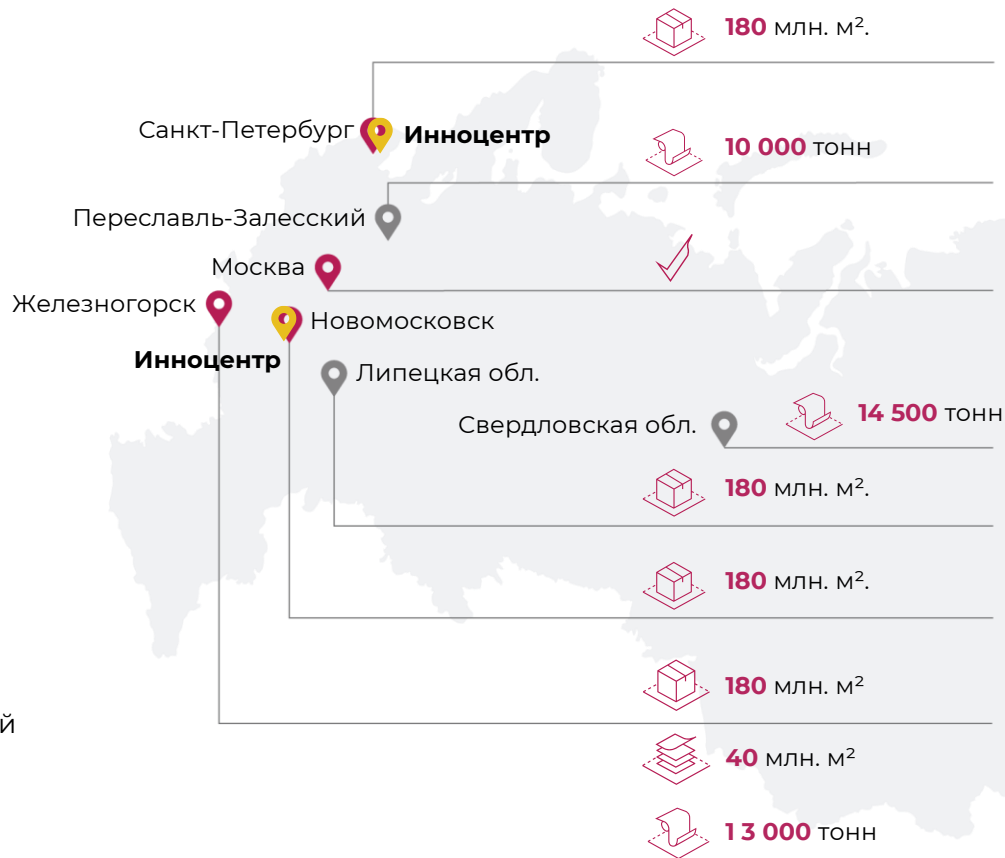 180 млн. м².
Санкт-Петербург
Инноцентр
10 000 тонн
Переславль-Залесский
Москва
Железногорск
Новомосковск
Инноцентр
Липецкая обл.
14 500 тонн
Свердловская обл.
180 млн. м².
180 млн. м².
180 млн. м²
й
40 млн. м²
1 3 000 тонн